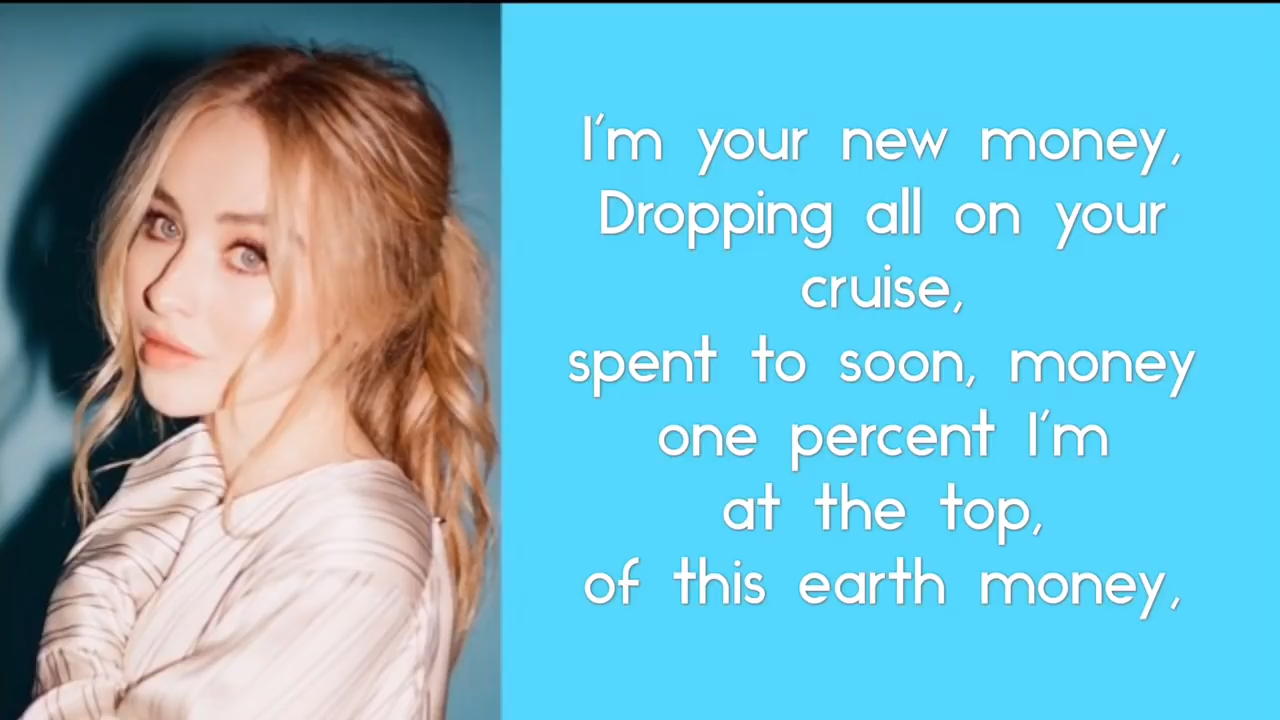 I'm your new money,
Dropping all on your
cruise,
spent to soon, money
one percent I'm
at the top,
of this earth money,